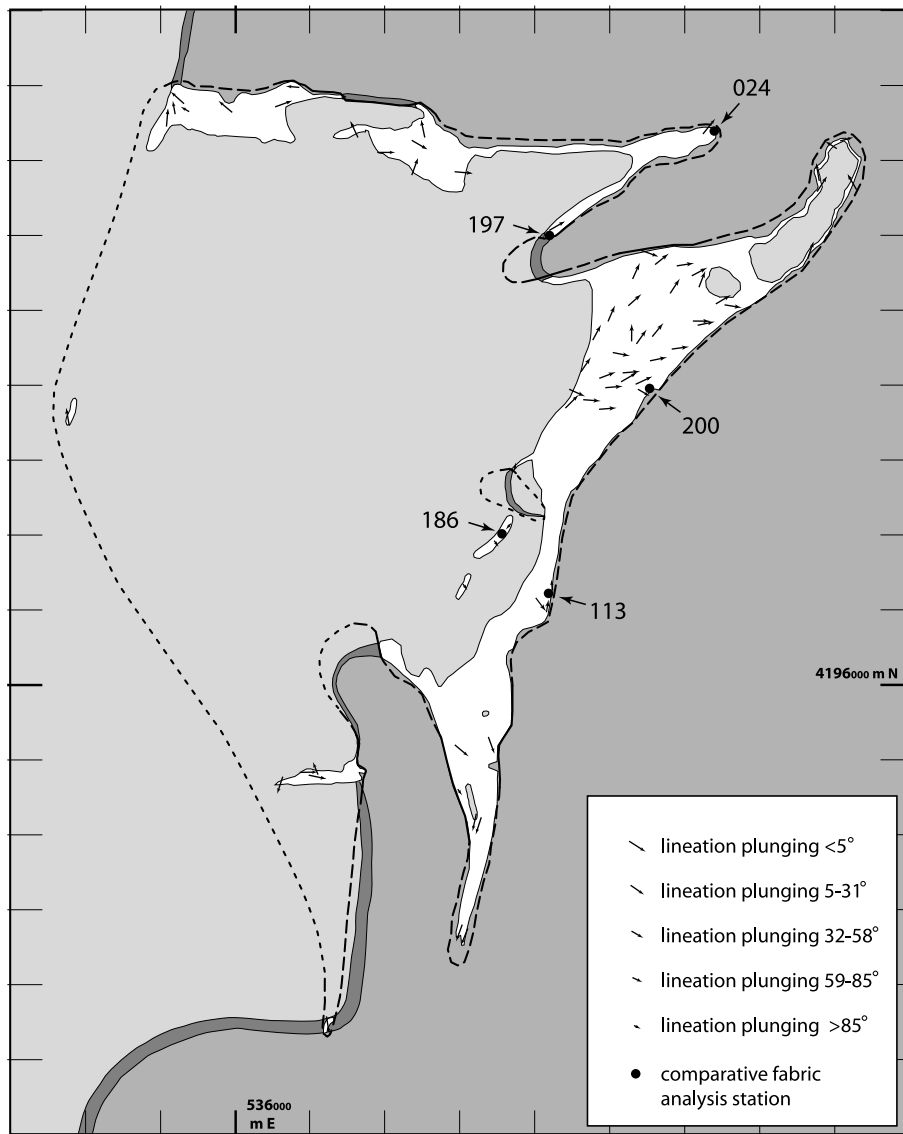 024
197
200
186
113
4196000 m N
lineation plunging <5°
lineation plunging 5-31°
lineation plunging 32-58°
lineation plunging 59-85°
lineation plunging >85°
comparative fabric
analysis station
536000
m E